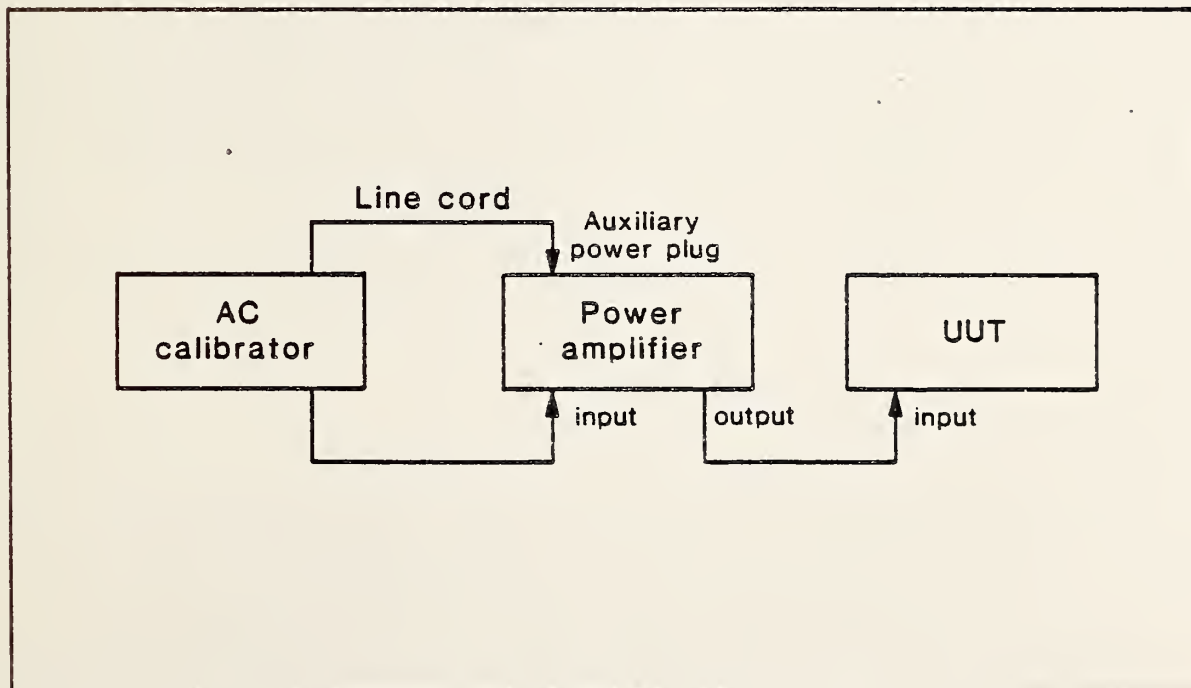 Line cord
Auxiliary
power plug
AC
calibrator
Power
amplifier
UUT
input
output
input